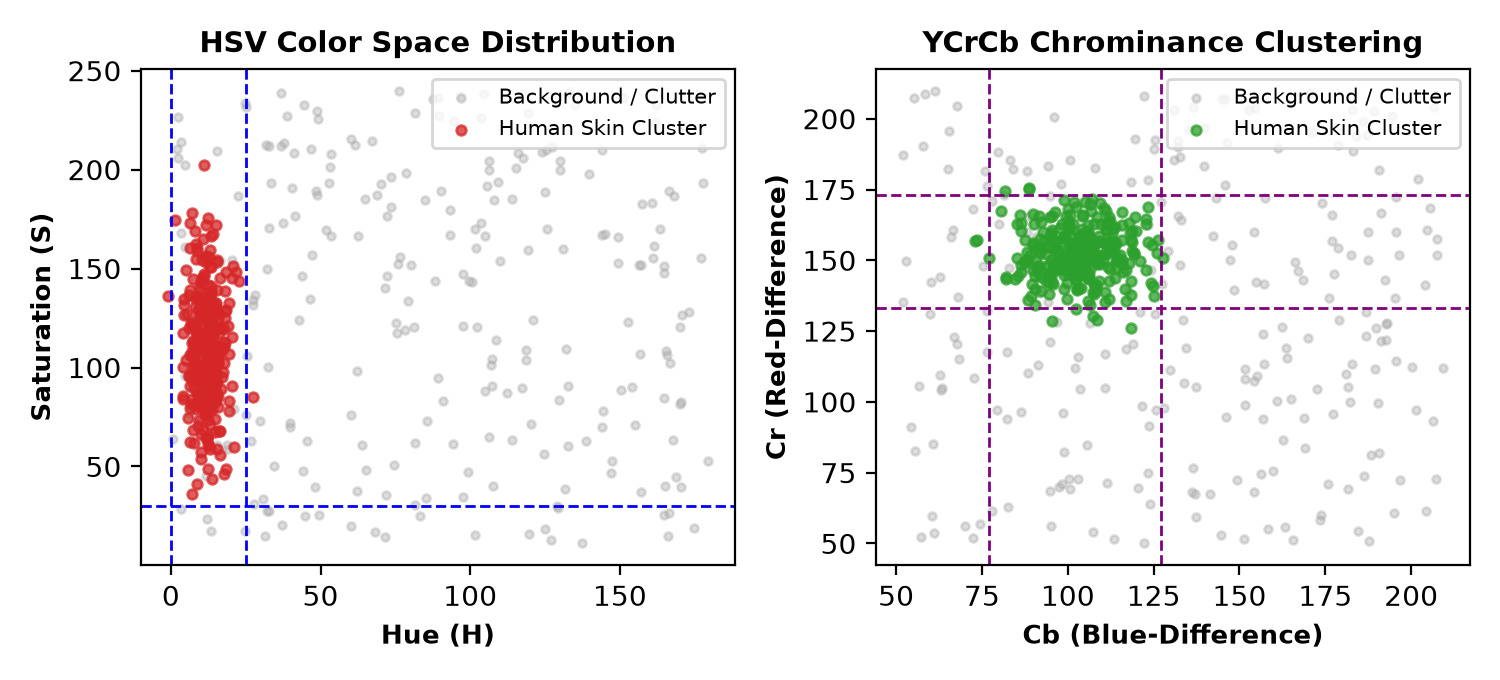 HSV Color Space Distribution
250
200
150
100
50
0
50
100
150
Saturation (S)
Hue (H)
Background / Clutter
Human Skin Cluster
YCrCb Chrominance Clustering
200
175
150
125
100
75
50
50
75
100
125
150
175
200
Cr (Red-Difference)
Cb (Blue-Difference)
Background / Clutter
Human Skin Cluster